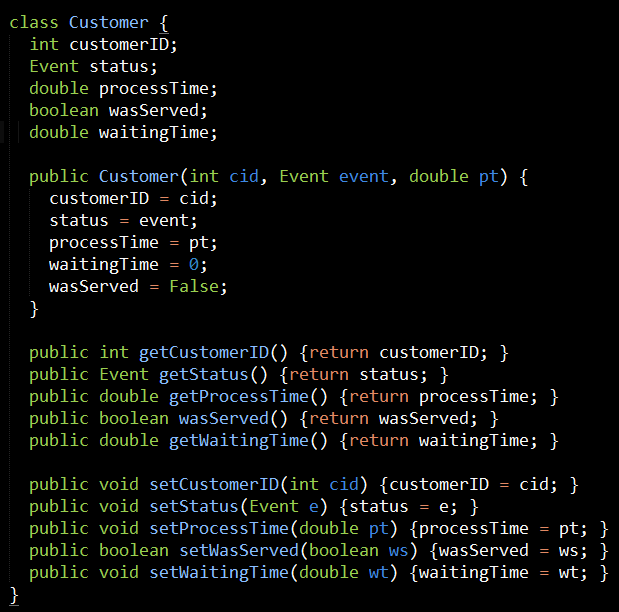 class Customer {
  int customerID;
  Event status;
  double processTime;
  boolean wasServed;
  double waitingTime;

  public Customer(int cid, Event event, double pt) {
    customerID = cid;
    status = event;
    processTime = pt;
    waitingTime = 0;
    wasServed = False;
  }

  public int getCustomerID() {return customerID; }
  public Event getStatus() {return status; }
  public double getProcessTime() {return processTime; }
  public boolean wasServed() {return wasServed; }
  public double getWaitingTime() {return waitingTime; }

  public void setCustomerID(int cid) {customerID = cid; }
  public void setStatus(Event e) {status = e; }
  public void setProcessTime(double pt) {processTime = pt; }
  public boolean setWasServed(boolean ws) {wasServed = ws; }
  public void setWaitingTime(double wt) {waitingTime = wt; }
}